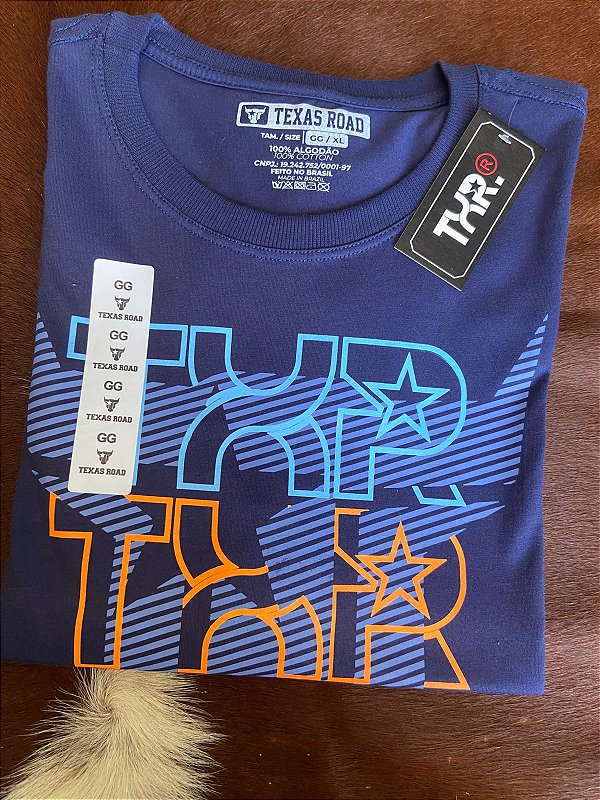 TEXAS ROAD
TAM. / SIZE GG / XL
100% ALGODÃO
100% COTTON
CNPJ.: 19.242.752/0001-97
FEITO NO BRASIL
MADE IN BRAZIL
TXR®
GG
TEXAS ROAD
GG
TEXAS ROAD
GG
TEXAS ROAD
GG
TEXAS ROAD
TXR
TXR